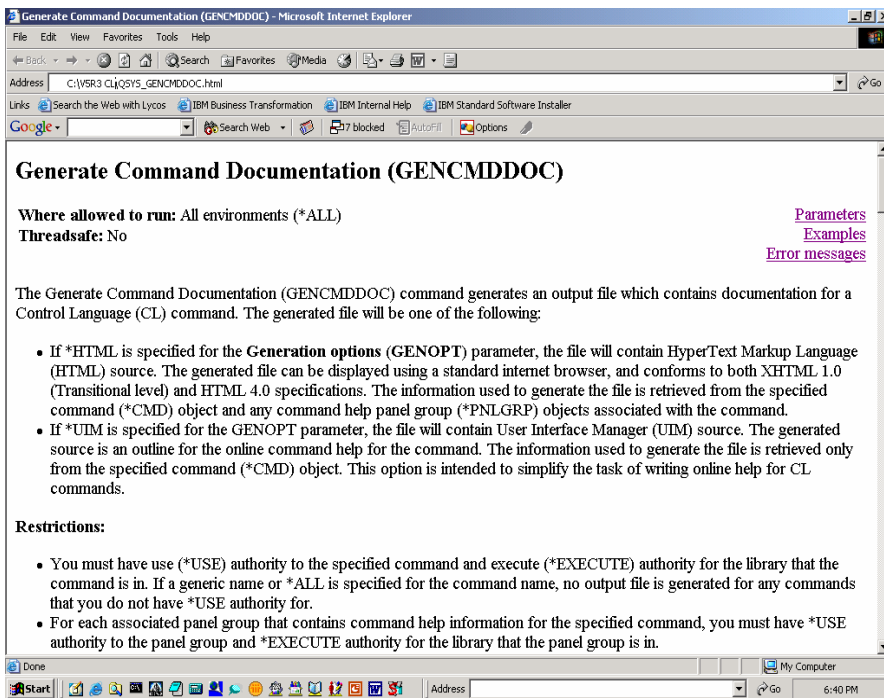 Generate Command Documentation (GENCMDDOC) - Microsoft Internet Explorer
File Edit View Favorites Tools Help
Back Search Favorites Media
Address C:\V5R3 CL\QSYS_GENCMDDOC.html Go
Links Search the Web with Lycos IBM Business Transformation IBM Internal Help IBM Standard Software Installer
Google Search Web 7 blocked AutoFill Options
Generate Command Documentation (GENCMDDOC)
Where allowed to run: All environments (*ALL) Parameters
Threadsafe: No Examples
Error messages
The Generate Command Documentation (GENCMDDOC) command generates an output file which contains documentation for a
Control Language (CL) command. The generated file will be one of the following:
• If *HTML is specified for the Generation options (GENOPT) parameter, the file will contain HyperText Markup Language
(HTML) source. The generated file can be displayed using a standard internet browser, and conforms to both XHTML 1.0
(Transitional level) and HTML 4.0 specifications. The information used to generate the file is retrieved from the specified
command (*CMD) object and any command help panel group (*PNLGRP) objects associated with the command.
• If *UIM is specified for the GENOPT parameter, the file will contain User Interface Manager (UIM) source. The generated
source is an outline for the online command help for the command. The information used to generate the file is retrieved only
from the specified command (*CMD) object. This option is intended to simplify the task of writing online help for CL
commands.
Restrictions:
• You must have use (*USE) authority to the specified command and execute (*EXECUTE) authority for the library that the
command is in. If a generic name or *ALL is specified for the command name, no output file is generated for any commands
that you do not have *USE authority for.
• For each associated panel group that contains command help information for the specified command, you must have *USE
authority to the panel group and *EXECUTE authority for the library that the panel group is in.
Done My Computer
Start Address Go 6:40 PM